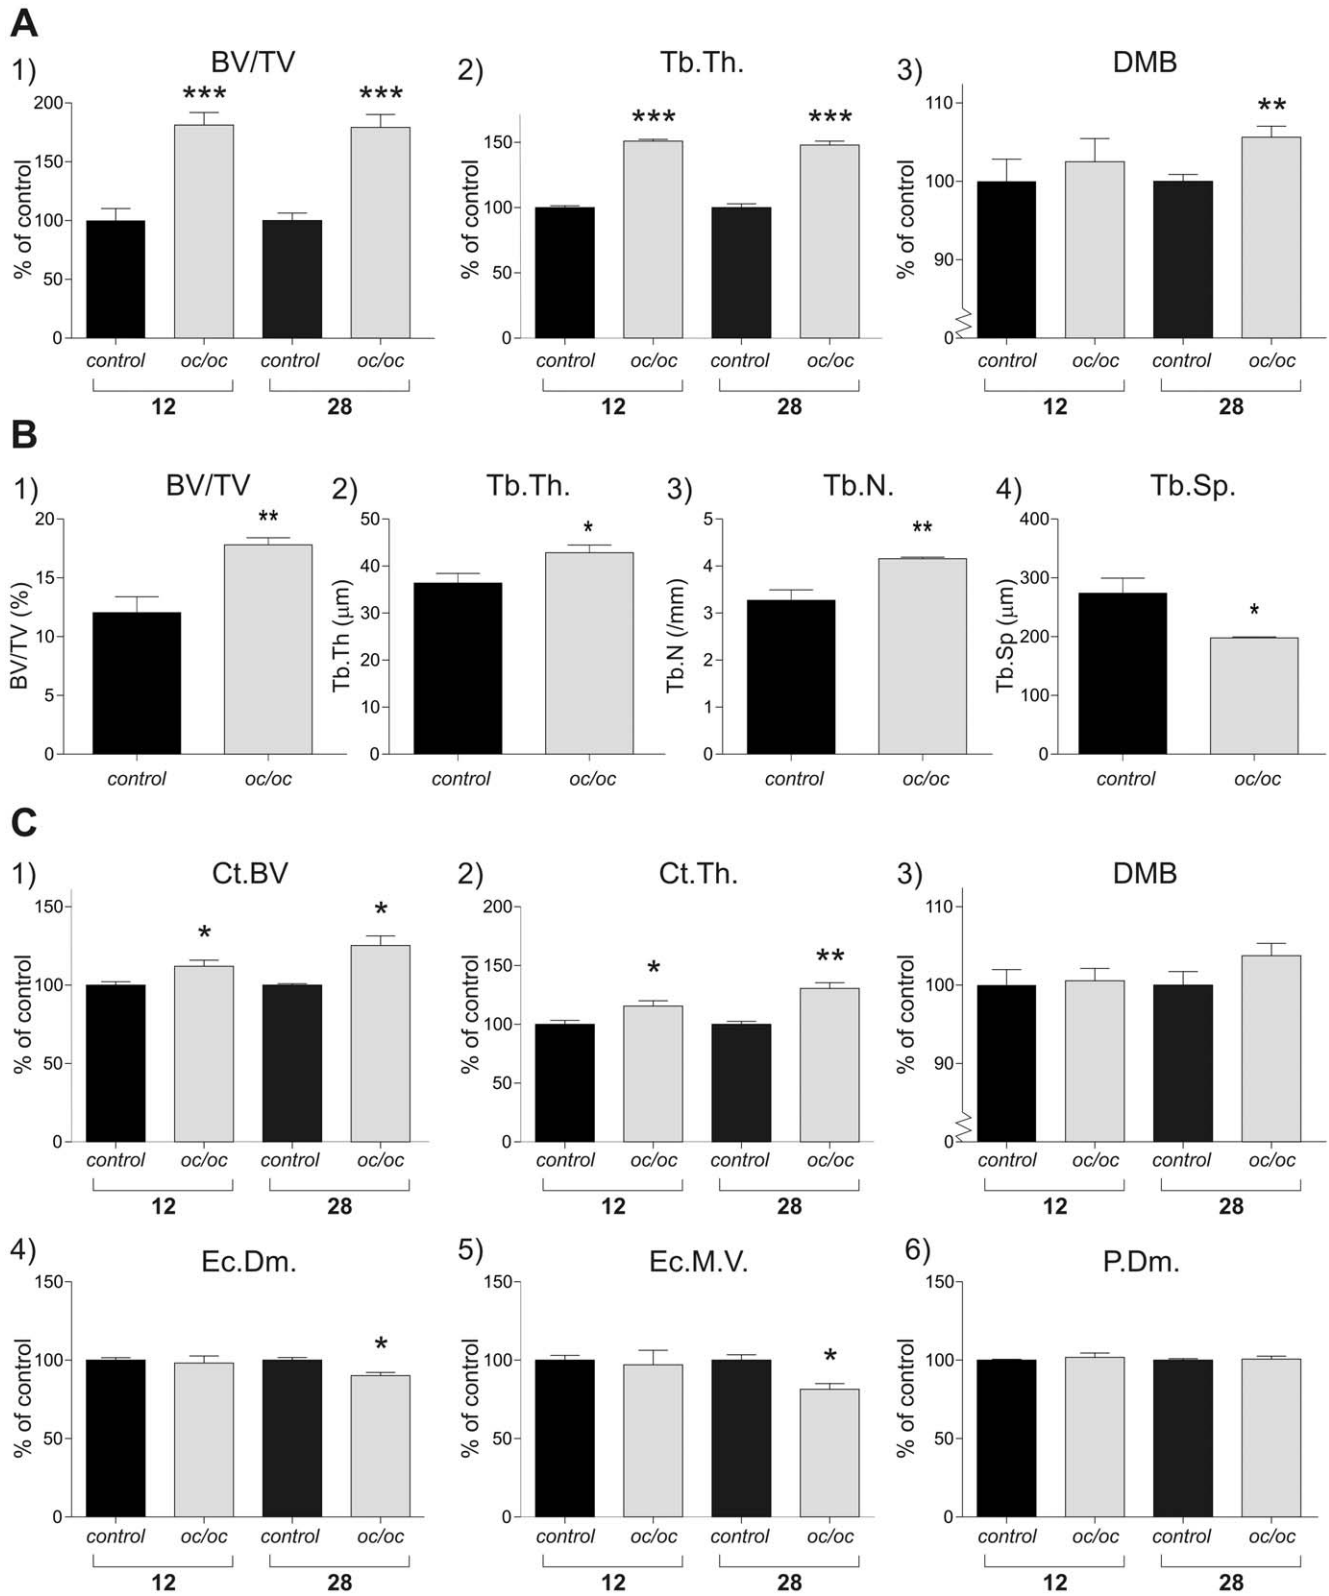 A
1) BV/TV
2) Tb.Th.
3) DMB
*** ***
*** ***
**
% of control
200
150
100
50
0
% of control
150
100
50
0
% of control
110
100
90
0
control oc/oc control oc/oc
12 28
control oc/oc control oc/oc
12 28
control oc/oc control oc/oc
12 28
B
1) BV/TV
2) Tb.Th.
3) Tb.N.
4) Tb.Sp.
**
*
**
*
BV/TV (%)
20
15
10
5
0
Tb.Th (µm)
50
40
30
20
10
0
Tb.N (/mm)
5
4
3
2
1
0
Tb.Sp (µm)
400
300
200
100
0
control oc/oc
control oc/oc
control oc/oc
control oc/oc
C
1) Ct.BV
2) Ct.Th.
3) DMB
* *
* **
% of control
150
100
50
0
% of control
200
150
100
50
0
% of control
110
100
90
0
control oc/oc control oc/oc
12 28
control oc/oc control oc/oc
12 28
control oc/oc control oc/oc
12 28
4) Ec.Dm.
5) Ec.M.V.
6) P.Dm.
*
*
% of control
150
100
50
0
% of control
150
100
50
0
% of control
150
100
50
0
control oc/oc control oc/oc
12 28
control oc/oc control oc/oc
12 28
control oc/oc control oc/oc
12 28